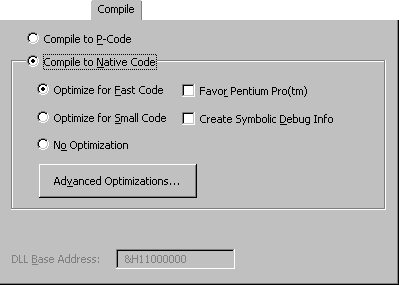 Compile
Compile to P-Code
Compile to Native Code
Optimize for Fast Code
Favor Pentium Pro(tm)
Optimize for Small Code
Create Symbolic Debug Info
No Optimization
Advanced Optimizations...
DLL Base Address:
&H11000000